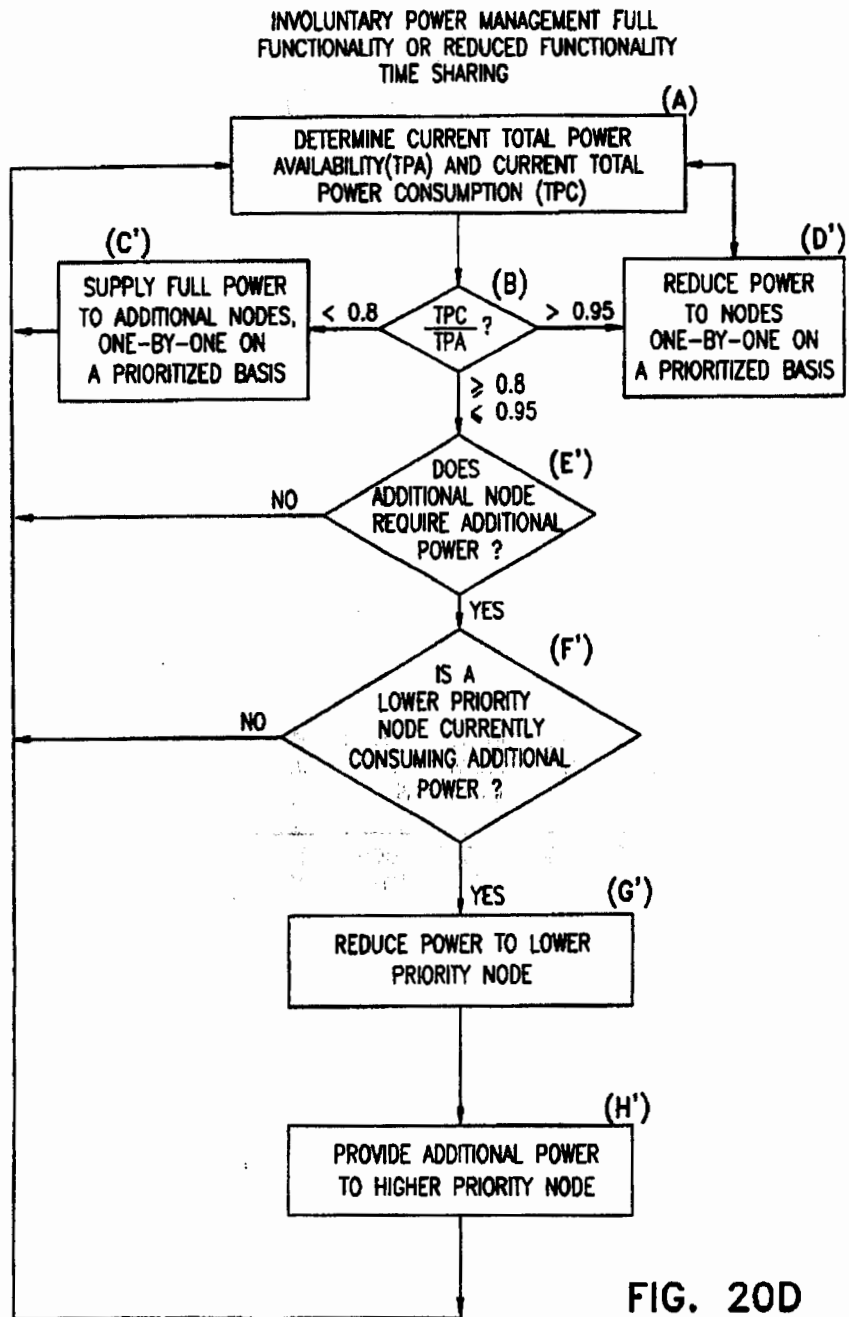 INVOLUNTARY POWER MANAGEMENT FULL
FUNCTIONALITY OR REDUCED FUNCTIONALITY
TIME SHARING
(A)
DETERMINE CURRENT TOTAL POWER
AVAILABILITY(TPA) AND CURRENT TOTAL
POWER CONSUMPTION (TPC)
(C')
SUPPLY FULL POWER
TO ADDITIONAL NODES,
ONE-BY-ONE ON
A PRIORITIZED BASIS
< 0.8
(B)
TPC
TPA ?
> 0.95
(D')
REDUCE POWER
TO NODES
ONE-BY-ONE ON
A PRIORITIZED BASIS
≥ 0.8
≤ 0.95
(E')
DOES
ADDITIONAL NODE
REQUIRE ADDITIONAL
POWER ?
NO
YES
(F')
IS A
LOWER PRIORITY
NODE CURRENTLY
CONSUMING ADDITIONAL
POWER ?
NO
YES
(G')
REDUCE POWER TO LOWER
PRIORITY NODE
(H')
PROVIDE ADDITIONAL POWER
TO HIGHER PRIORITY NODE
FIG. 20D